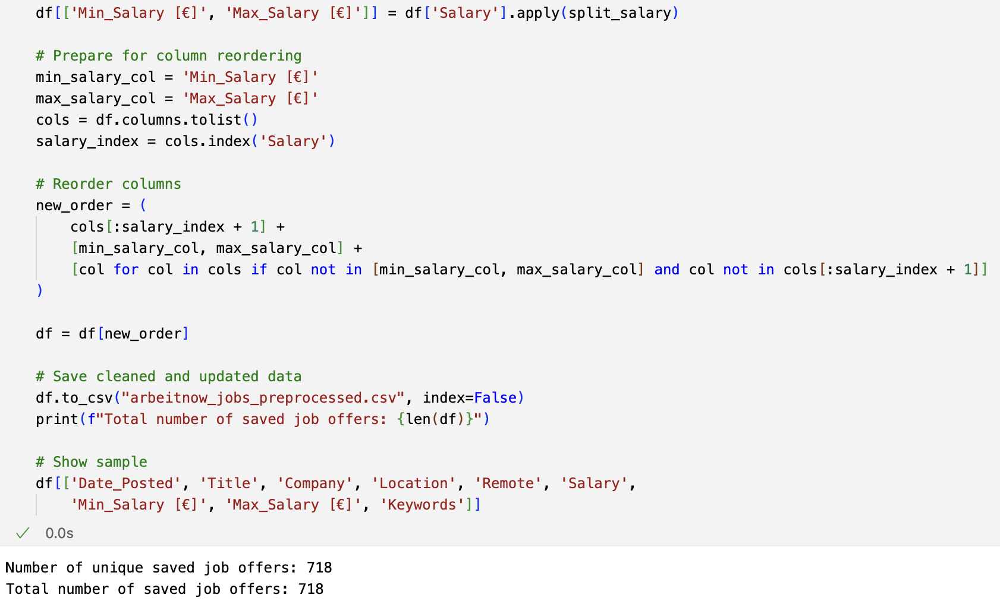 df[['Min_Salary [€]', 'Max_Salary [€]']] = df['Salary'].apply(split_salary)
# Prepare for column reordering
min_salary_col = 'Min_Salary [€]'
max_salary_col = 'Max_Salary [€]'
cols = df.columns.tolist()
salary_index = cols.index('Salary')
# Reorder columns
new_order = (
    cols[:salary_index + 1] +
    [min_salary_col, max_salary_col] +
    [col for col in cols if col not in [min_salary_col, max_salary_col] and col not in cols[:salary_index + 1]]
)
df = df[new_order]
# Save cleaned and updated data
df.to_csv("arbeitnow_jobs_preprocessed.csv", index=False)
print(f"Total number of saved job offers: {len(df)}")
# Show sample
df[['Date_Posted', 'Title', 'Company', 'Location', 'Remote', 'Salary',
    'Min_Salary [€]', 'Max_Salary [€]', 'Keywords']]
✓ 0.0s
Number of unique saved job offers: 718
Total number of saved job offers: 718